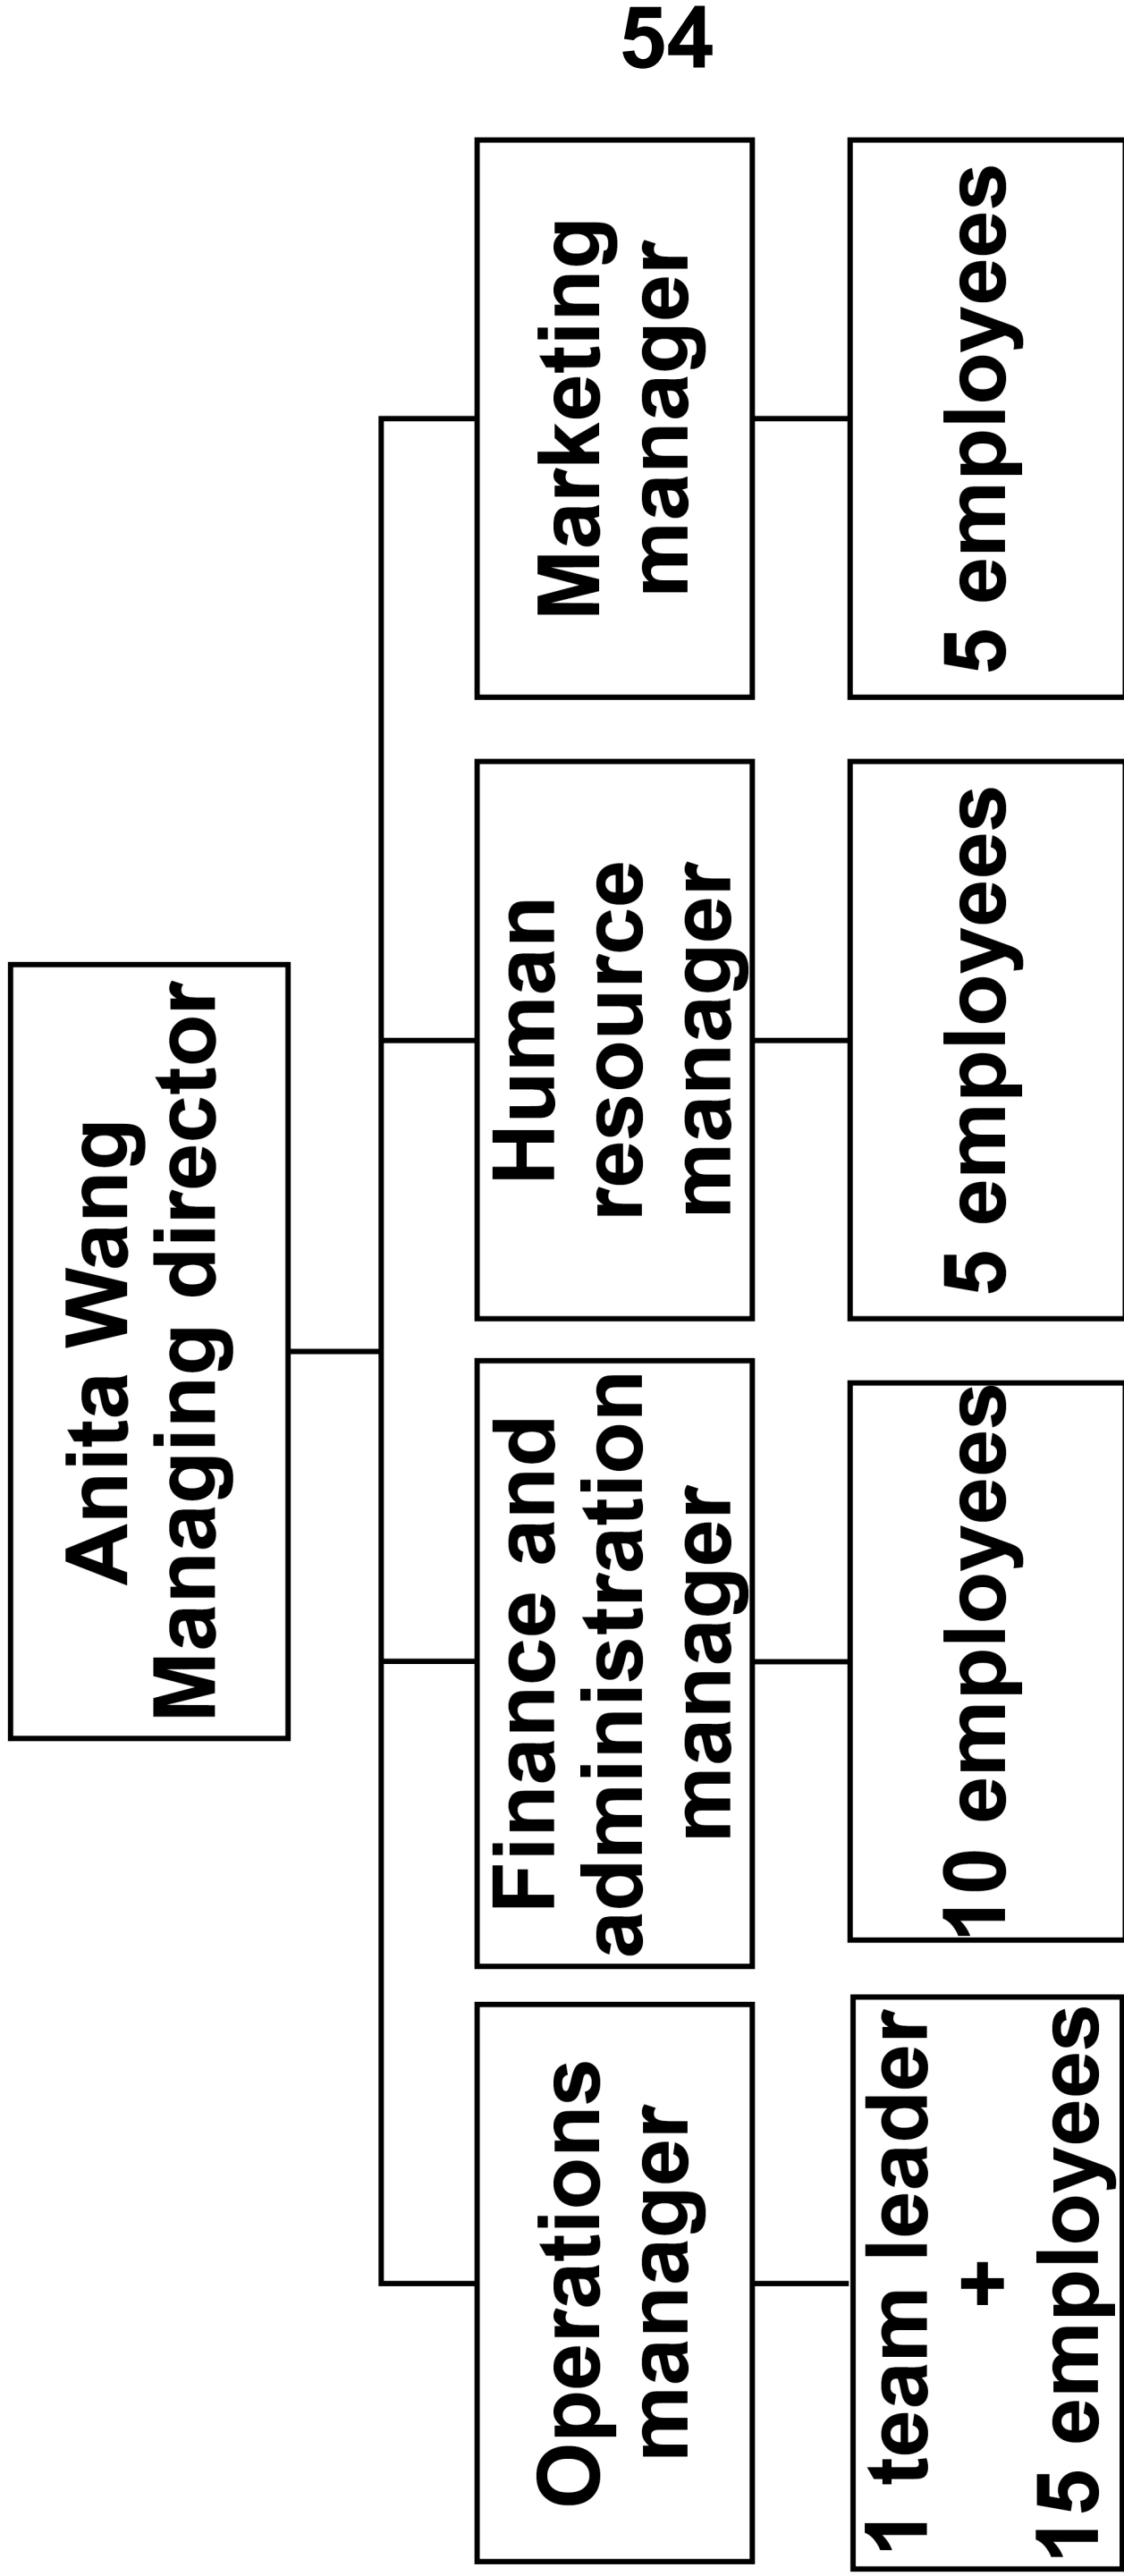 54
Anita Wang
Managing director
Operations
manager
Finance and
administration
manager
Human
resource
manager
Marketing
manager
1 team leader
+
15 employees
10 employees
5 employees
5 employees